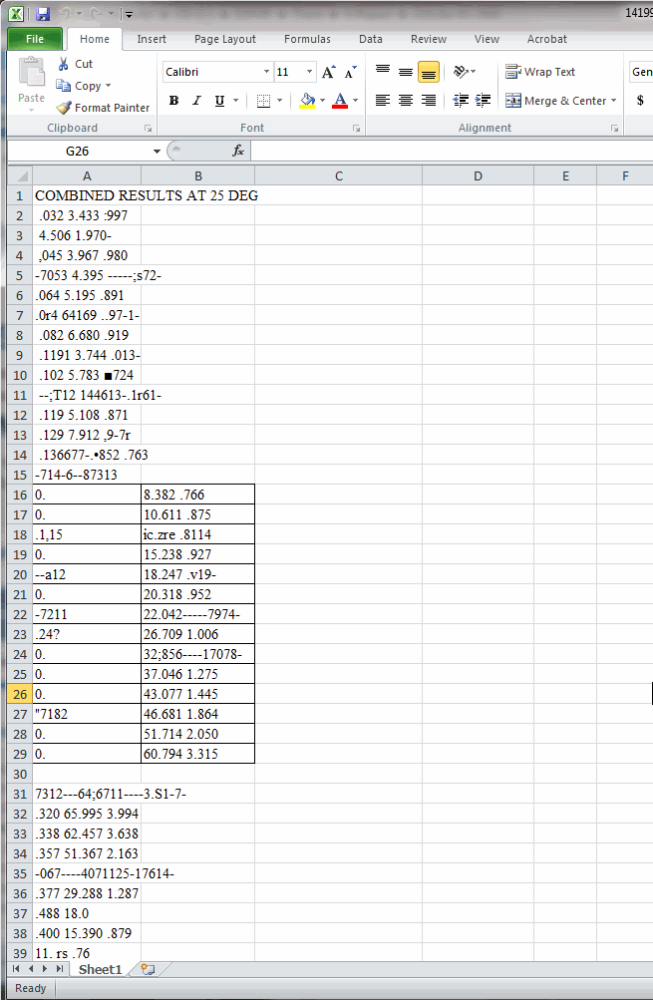 14199
File Home Insert Page Layout Formulas Data Review View Acrobat
Cut
Copy
Format Painter
Paste
Clipboard
Calibri 11
B I U
Font
Wrap Text
Merge & Center
Alignment
Gen
$
G26 fx
A B C D E F
1 COMBINED RESULTS AT 25 DEG
2 .032 3.433 :997
3 4.506 1.970-
4 ,045 3.967 .980
5 -7053 4.395 -----;s72-
6 .064 5.195 .891
7 .0r4 64169 ..97-1-
8 .082 6.680 .919
9 .1191 3.744 .013-
10 .102 5.783 ■724
11 --;T12 144613-.1r61-
12 .119 5.108 .871
13 .129 7.912 ,9-7r
14 .136677-.•852 .763
15 -714-6--87313
16 0. 8.382 .766
17 0. 10.611 .875
18 .1,15 ic.zre .8114
19 0. 15.238 .927
20 --a12 18.247 .v19-
21 0. 20.318 .952
22 -7211 22.042-----7974-
23 .24? 26.709 1.006
24 0. 32;856----17078-
25 0. 37.046 1.275
26 0. 43.077 1.445
27 "7182 46.681 1.864
28 0. 51.714 2.050
29 0. 60.794 3.315
30
31 7312---64;6711----3.S1-7-
32 .320 65.995 3.994
33 .338 62.457 3.638
34 .357 51.367 2.163
35 -067----4071125-17614-
36 .377 29.288 1.287
37 .488 18.0
38 .400 15.390 .879
39 11. rs .76
Sheet1
Ready